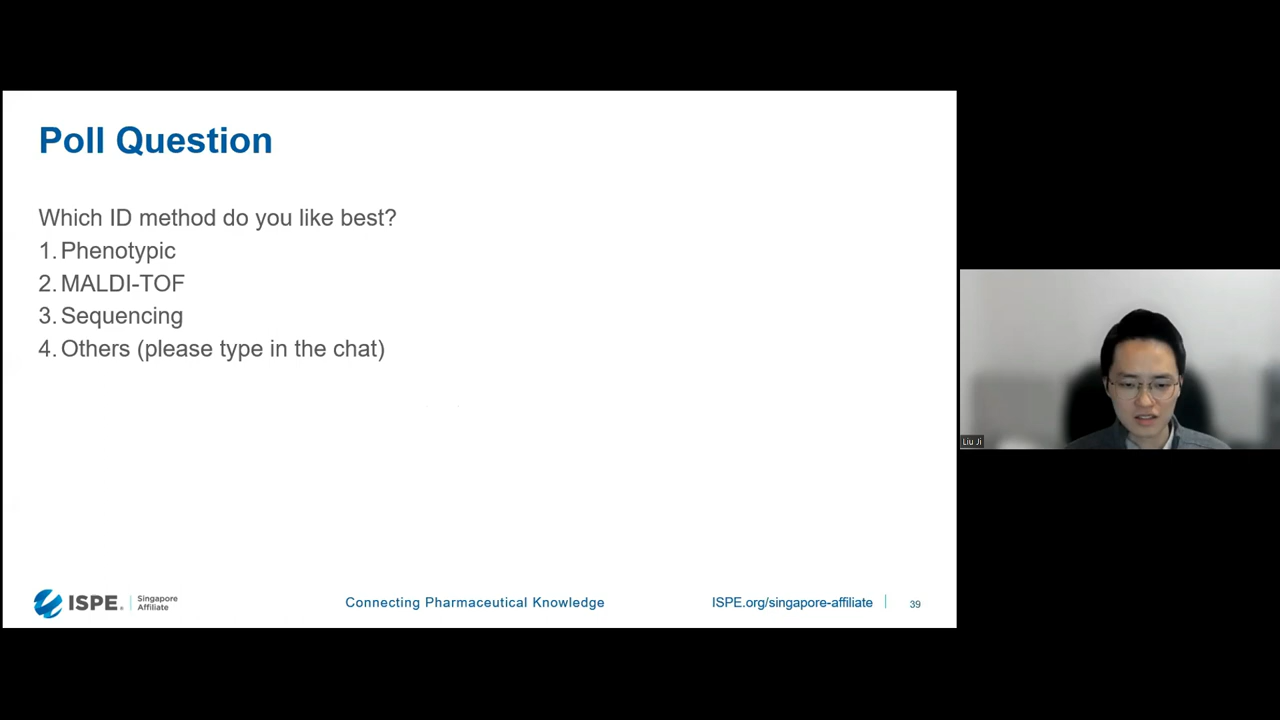 Poll Question
Which ID method do you like best?
1. Phenotypic
2. MALDI-TOF
3. Sequencing
4. Others (please type in the chat)
Liu Ji
ISPE. Singapore Affiliate
Connecting Pharmaceutical Knowledge
ISPE.org/singapore-affiliate
39